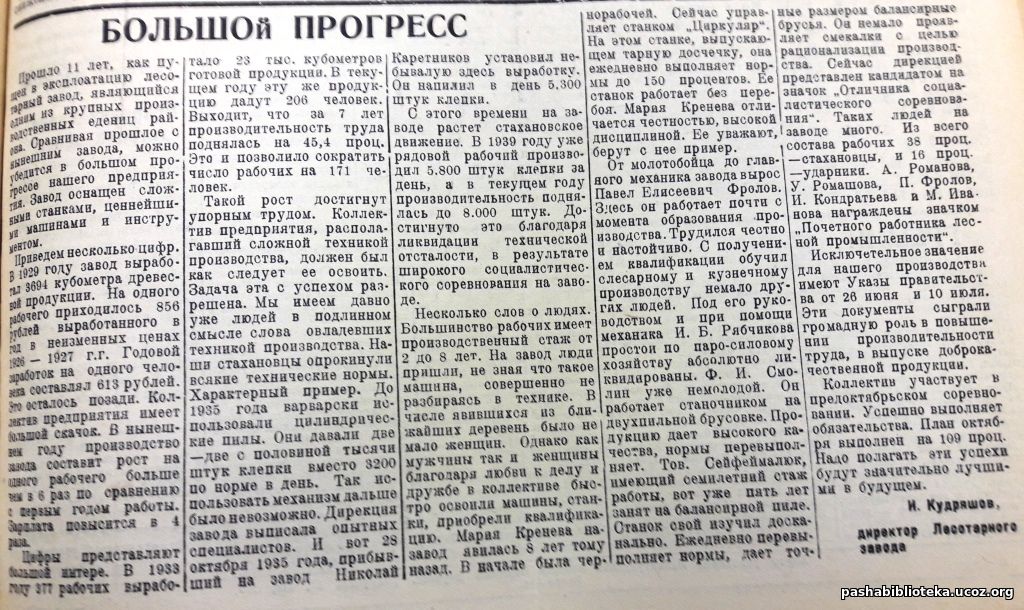 БОЛЬШОЙ ПРОГРЕСС
Прошло 11 лет, как пу-
щен в эксплоатацию лесо-
тарный завод, являющийся
одним из крупных произ-
водственных едениц рай-
она. Сравнивая прошлое с
нынешним завода, можно
убедится в большом про-
грессе нашего предприя-
тия. Завод оснащен слож-
ными станками, ценнейши-
ми машинами и инстру-
ментом.
Приведем несколько цифр.
В 1929 году завод вырабо-
тал 3694 кубометра древес-
ной продукции. На одного
рабочего приходилось 856
рублей выработанного в
год в неизменных ценах
1926 — 1927 г.г. Годовой
заработок на одного чело-
века составлял 613 рублей.
Это осталось позади. Кол-
лектив предприятия имеет
большой скачок. В нынеш-
нем году производство
завода составит рост на
одного рабочего больше
чем в 6 раз по сравнению
с первым годом работы.
Зарплата повысится в 4
раза.
Цифры представляют
большой интере. В 1933
году 377 рабочих вырабо-
тало 23 тыс. кубометров
готовой продукции. В теку-
щем году эту же продук-
цию дадут 206 человек.
Выходит, что за 7 лет
производительность труда
поднялась на 45,4 проц.
Это и позволило сократить
число рабочих на 171 че-
ловек.
Такой рост достигнут
упорным трудом. Коллек-
тив предприятия, распола-
гавший сложной техникой
производства, должен был
как следует ее освоить.
Задача эта с успехом раз-
решена. Мы имеем давно
уже людей в подлинном
смысле слова овладевших
техникой производства. На-
ши стахановцы опрокинули
всякие технические нормы.
Характерный пример. До
1935 года варварски ис-
пользовали цилиндриче-
ские пилы. Они давали две
—две с половиной тысячи
штук клепки вместо 3200
по норме в день. Так ис-
пользовать механизм дальше
было невозможно. Дирекция
завода выписала опытных
специалистов. И вот 28
октября 1935 года, прибыв-
ший на завод Николай
Каретников установил не-
бывалую здесь выработку.
Он напилил в день 5.300
штук клепки.
С этого времени на за-
воде растет стахановское
движение. В 1939 году уже
рядовой рабочий произво-
дил 5.800 штук клепки за
день, а в текущем году
производительность подня-
лась до 8.000 штук. До-
стигнуто это благодаря
ликвидации технической
отсталости, в результате
широкого социалистическо-
го соревнования на заво-
де.
Несколько слов о людях.
Большинство рабочих имеет
производственный стаж от
2 до 8 лет. На завод люди
пришли, не зная что такое
машина, совершенно не
разбираясь в технике. В
числе явившихся из бли-
жайших деревень было не
мало женщин. Однако как
мужчины так и женщины
благодаря любви к делу и
дружбе в коллективе быс-
тро освоили машины, стан-
ки, приобрели квалифика-
цию. Мария Кренева на
завод явилась 8 лет тому
назад. В начале была чер-
норабочей. Сейчас управ-
ляет станком „Циркуляр“.
На этом станке, выпускаю-
щем тарную досчечку, она
ежедневно выполняет нор-
мы до 150 процентов. Ее
станок работает без пере-
боя. Мария Кренева отли-
чается честностью, высокой
дисциплиной. Ее уважают,
берут с нее пример.
От молотобойца до глав-
ного механика завода вырос
Павел Елисеевич Фролов.
Здесь он работает почти с
момента образования про-
изводства. Трудился честно
и настойчиво. С получени-
ем квалификации обучил
слесарному и кузнечному
производству немало дру-
гих людей. Под его руко-
водством и при помощи
механика И. Б. Рябчикова
простои по паро-силовому
хозяйству абсолютно ли-
квидированы. Ф. И. Смо-
лин уже немолодой. Он
работает станочником на
двухпильной брусовке. Про-
дукцию дает высокого ка-
чества, нормы перевыпол-
няет. Тов. Сейфеймалюк,
имеющий семилетний стаж
работы, вот уже пять лет
занят на балансирной пиле.
Станок свой изучил доска-
нально. Ежедневно перевы-
полняет нормы, дает точ-
ные размером балансирные
брусья. Он немало прояв-
ляет смекалки с целью
рационализации производ-
ства. Сейчас дирекцией
представлен кандидатом на
значок „Отличника социа-
листического соревнова-
ния“. Таких людей на
заводе много. Из всего
состава рабочих 38 проц.
—стахановцы, и 16 проц.
—ударники. А. Романова,
У. Ромашова, П. Фролов,
И. Кондратьева и М. Ива-
нова награждены значком
„Почетного работника лес-
ной промышленности“.
Исключительное значение
для нашего производства
имеют Указы правительст-
ва от 26 июня и 10 июля.
Эти документы сыграли
громадную роль в повыше-
нии производительности
труда, в выпуске доброка-
чественной продукции.
Коллектив участвует в
предоктябрьском соревно-
вании. Успешно выполняет
обязательства. План октяб-
ря выполнен на 109 проц.
Надо полагать эти успехи
будут значительно лучши-
ми в будущем.
И. Кудряшов,
директор Лесотарного
завода
pashabiblioteka.ucoz.org